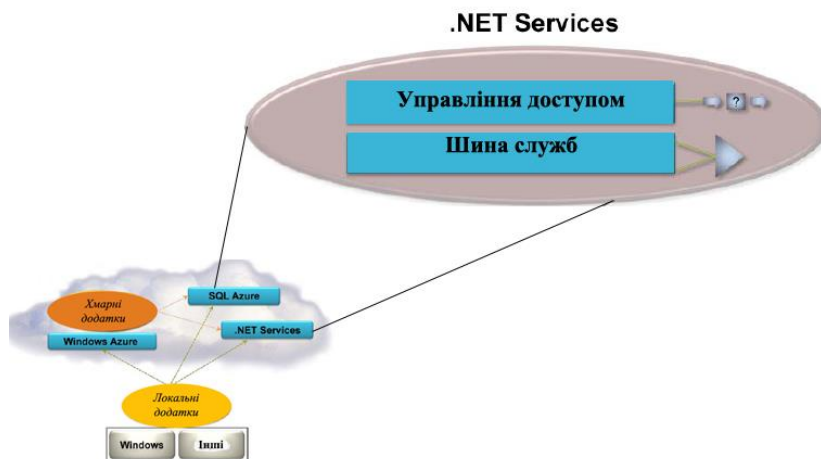 .NET Services
Управління доступом
?
Шина служб
Хмарні
додатки
SQL Azure
.NET Services
Windows Azure
Локальні
додатки
Windows
Інші